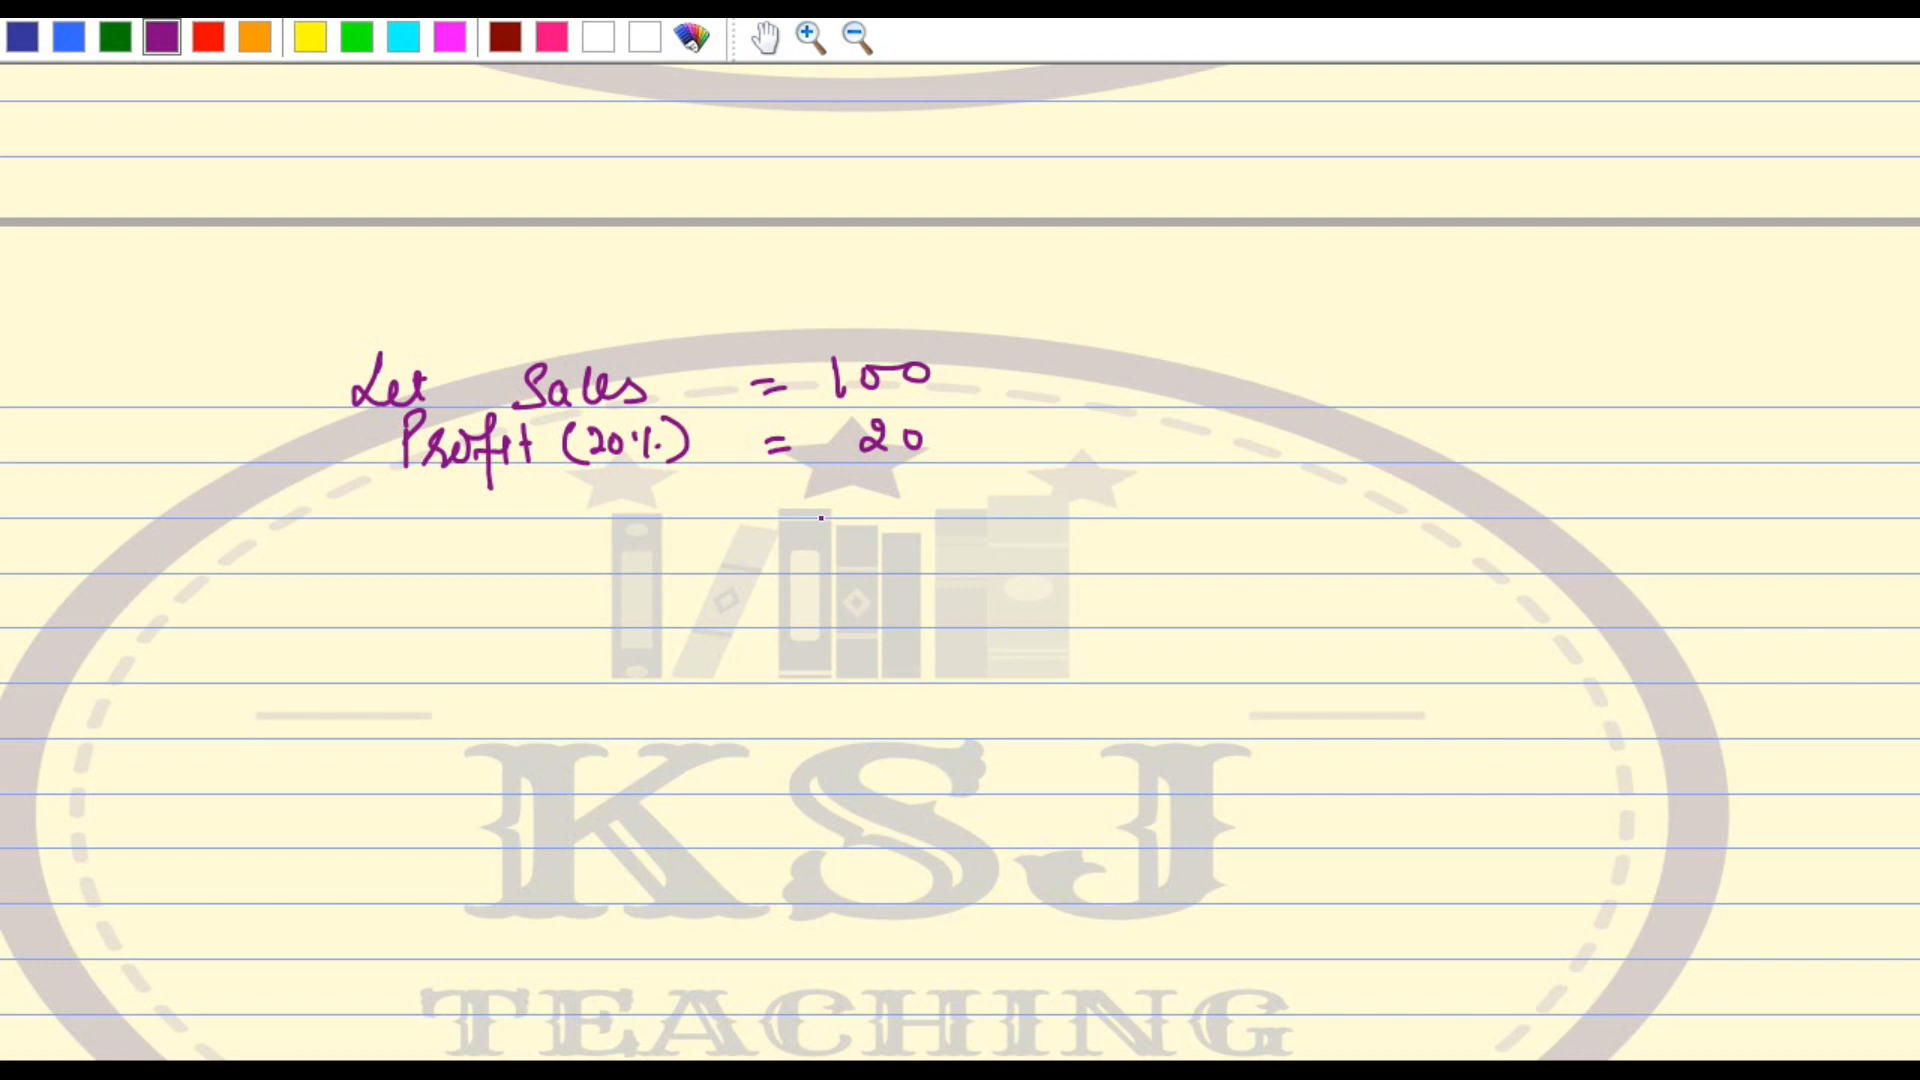 Let Sales = 100
Profit (20%) = 20
KSJ
TEACHING